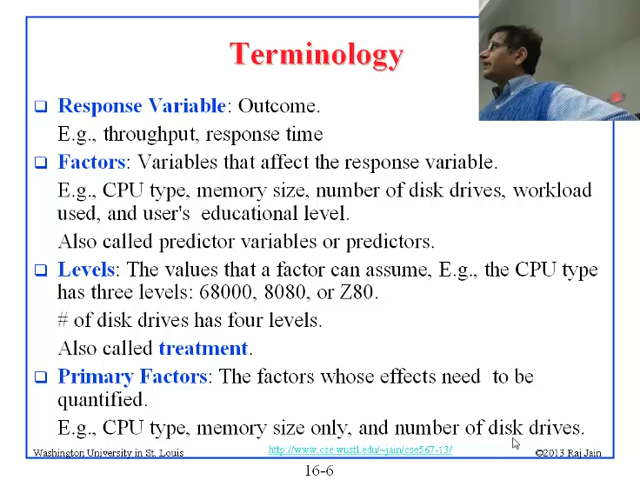 Terminology
❑ Response Variable: Outcome.
E.g., throughput, response time
❑ Factors: Variables that affect the response variable.
E.g., CPU type, memory size, number of disk drives, workload
used, and user's educational level.
Also called predictor variables or predictors.
❑ Levels: The values that a factor can assume, E.g., the CPU type
has three levels: 68000, 8080, or Z80.
# of disk drives has four levels.
Also called treatment.
❑ Primary Factors: The factors whose effects need to be
quantified.
E.g., CPU type, memory size only, and number of disk drives.
Washington University in St. Louis
http://www.cse.wustl.edu/~jain/cse567-13/
©2013 Raj Jain
16-6